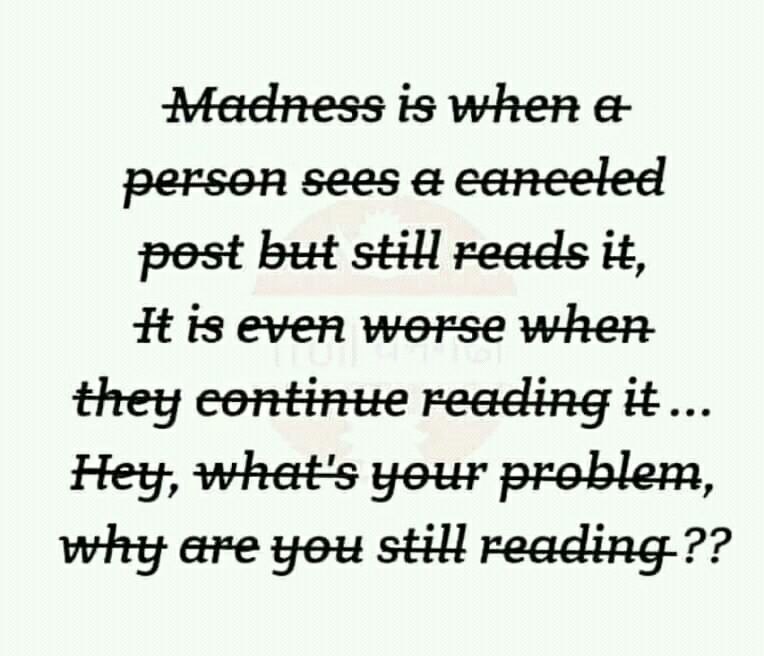 Madness is when a
person sees a canceled
post but still reads it,
It is even worse when
they continue reading it ...
Hey, what's your problem,
why are you still reading ??